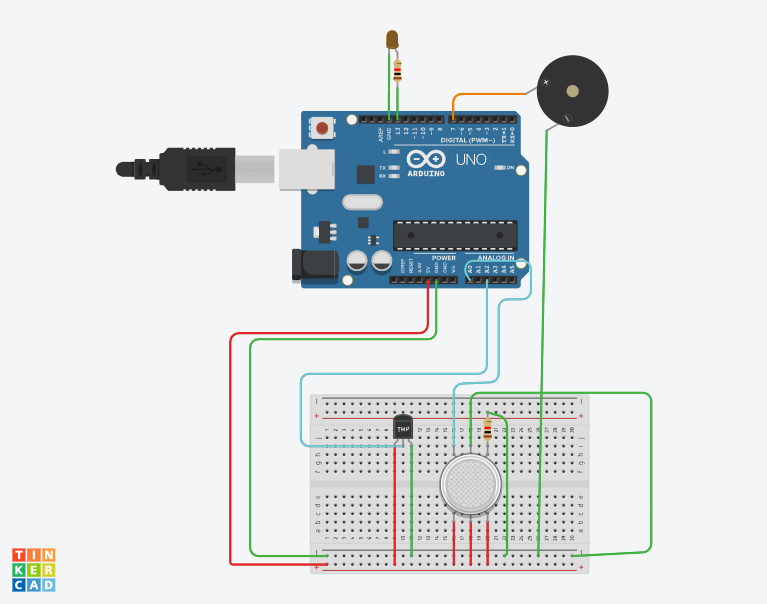 AREF
GND
13
12
~11
~10
~9
8
7
~6
~5
4
~3
2
TX→1
RX←0
DIGITAL (PWM~)
L
TX
RX
UNO
ARDUINO
ON
POWER
ANALOG IN
IOREF
RESET
3.3V
5V
GND
GND
Vin
A0
A1
A2
A3
A4
A5
TMP
TIN
KER
CAD